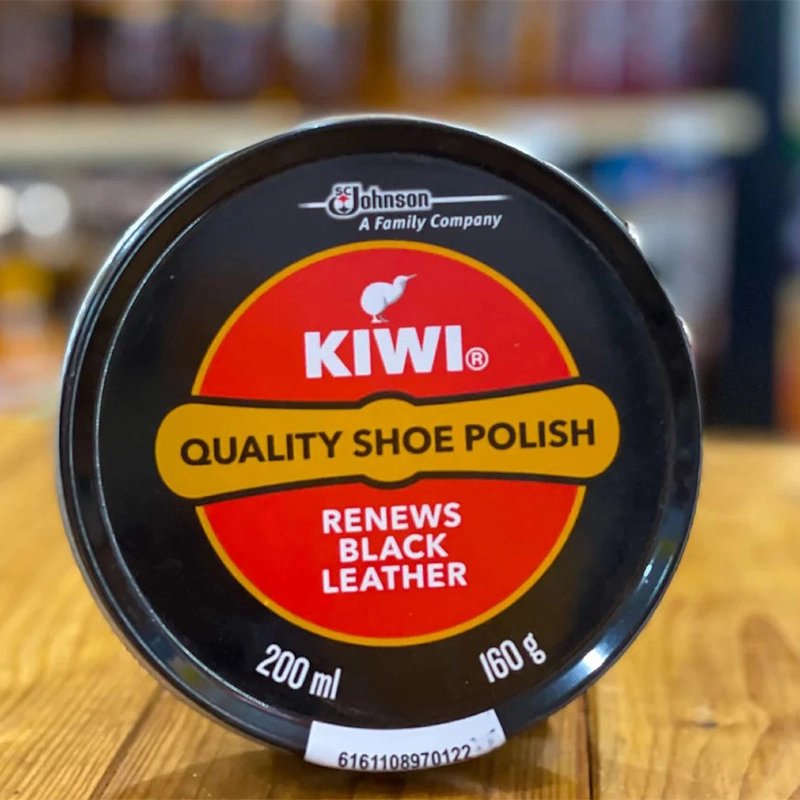 SC Johnson
A Family Company
KIWI®
QUALITY SHOE POLISH
RENEWS
BLACK
LEATHER
200 ml 160 g
6161108970122